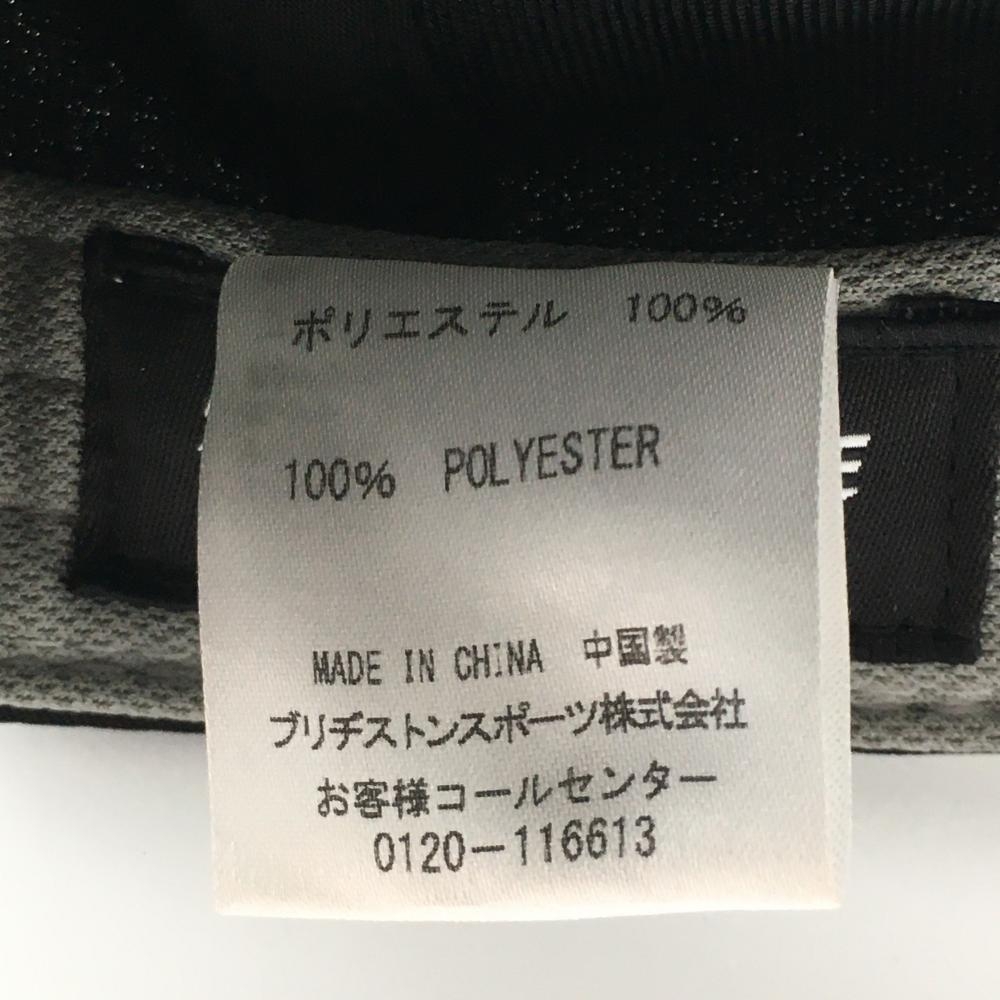 ポリエステル 100%
100% POLYESTER
MADE IN CHINA 中国製
ブリヂストンスポーツ株式会社
お客様コールセンター
0120-116613